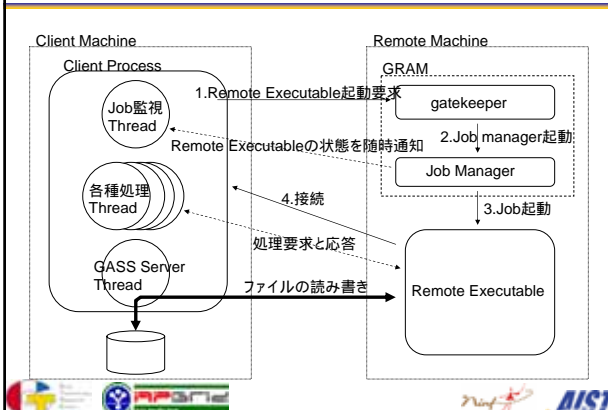 Client Machine
Remote Machine
Client Process
GRAM
1.Remote Executable起動要求
gatekeeper
Job監視
Thread
2.Job manager起動
Remote Executableの状態を随時通知
Job Manager
各種処理
Thread
4.接続
3.Job起動
処理要求と応答
GASS Server
Thread
ファイルの読み書き
Remote Executable
APGrid
Ninf
AIST